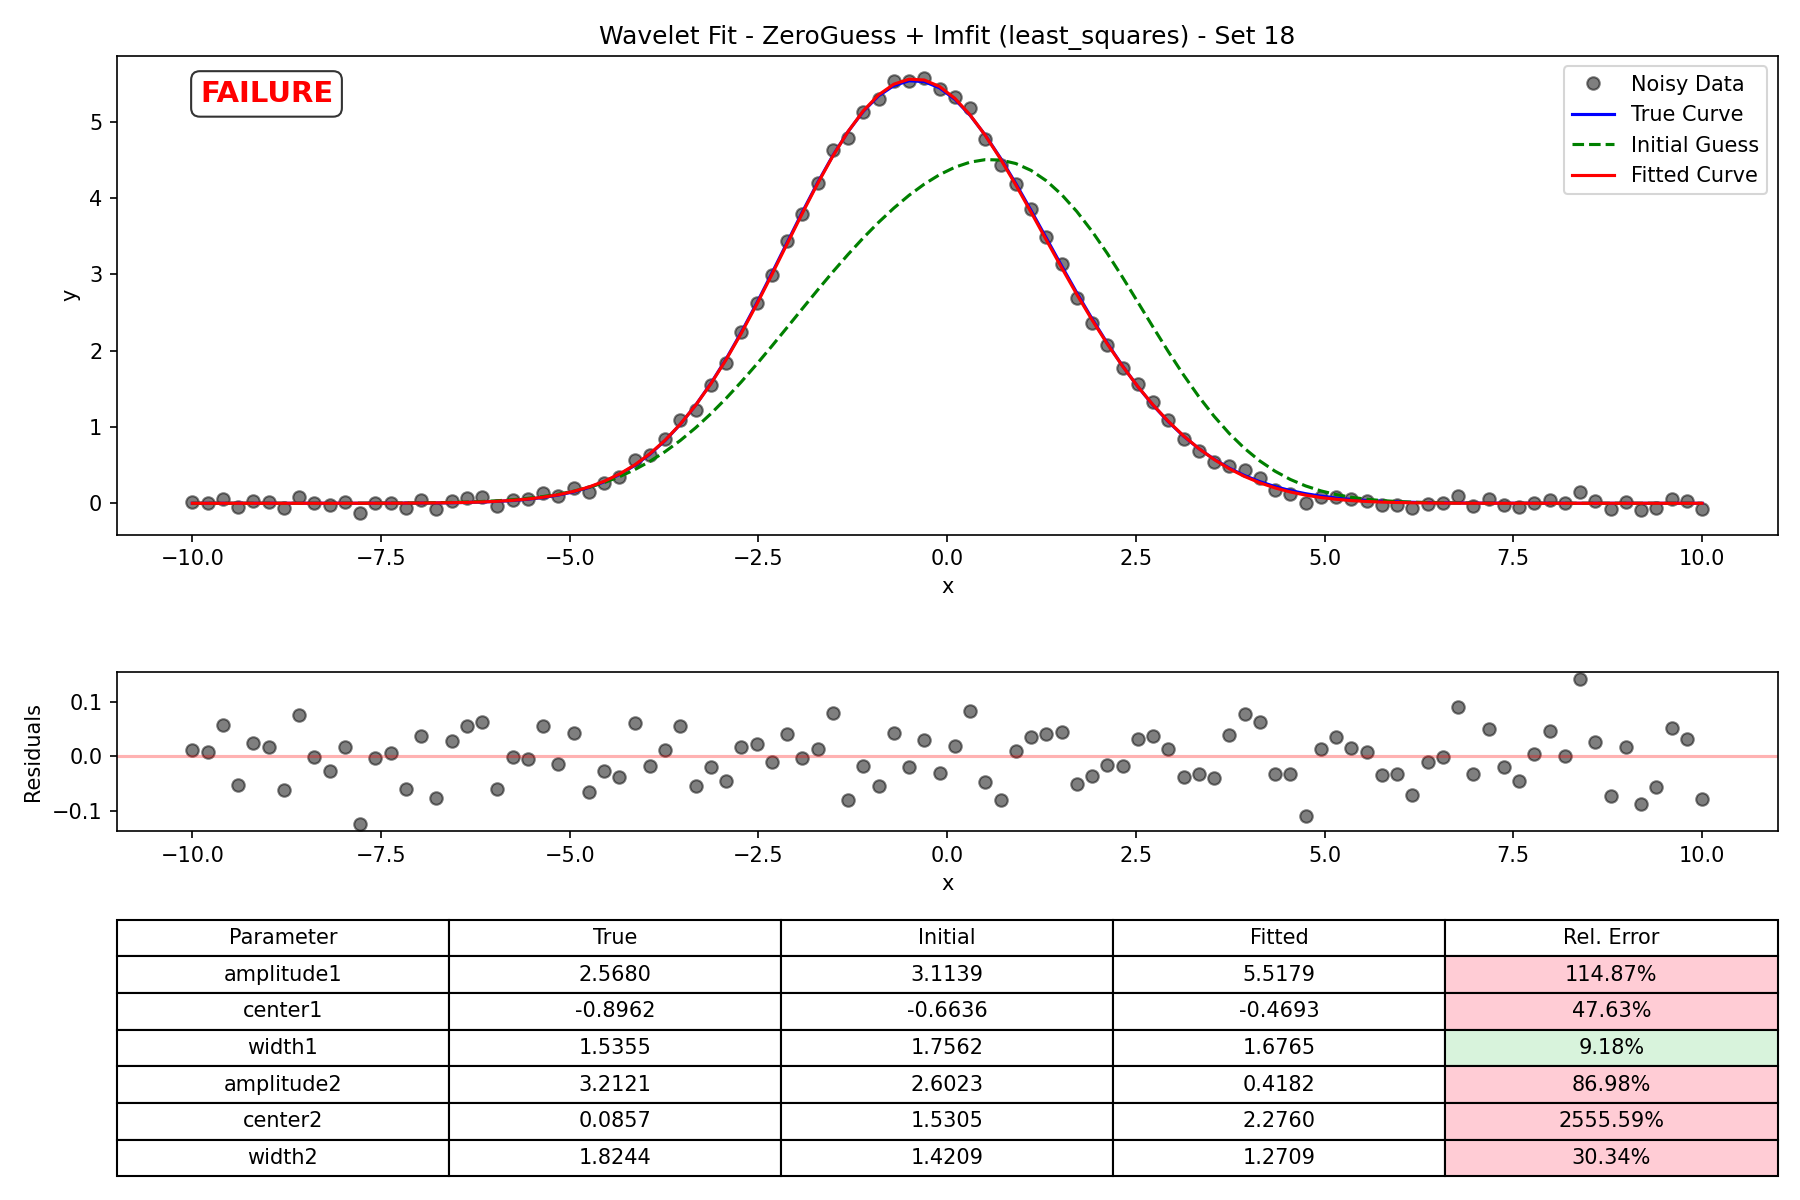 Wavelet Fit - ZeroGuess + lmfit (least_squares) - Set 18
FAILURE
Noisy Data
True Curve
Initial Guess
Fitted Curve
y
5
4
3
2
1
0
−10.0 −7.5 −5.0 −2.5 0.0 2.5 5.0 7.5 10.0
x
Residuals
0.1
0.0
−0.1
−10.0 −7.5 −5.0 −2.5 0.0 2.5 5.0 7.5 10.0
x
Parameter True Initial Fitted Rel. Error
amplitude1 2.5680 3.1139 5.5179 114.87%
center1 -0.8962 -0.6636 -0.4693 47.63%
width1 1.5355 1.7562 1.6765 9.18%
amplitude2 3.2121 2.6023 0.4182 86.98%
center2 0.0857 1.5305 2.2760 2555.59%
width2 1.8244 1.4209 1.2709 30.34%